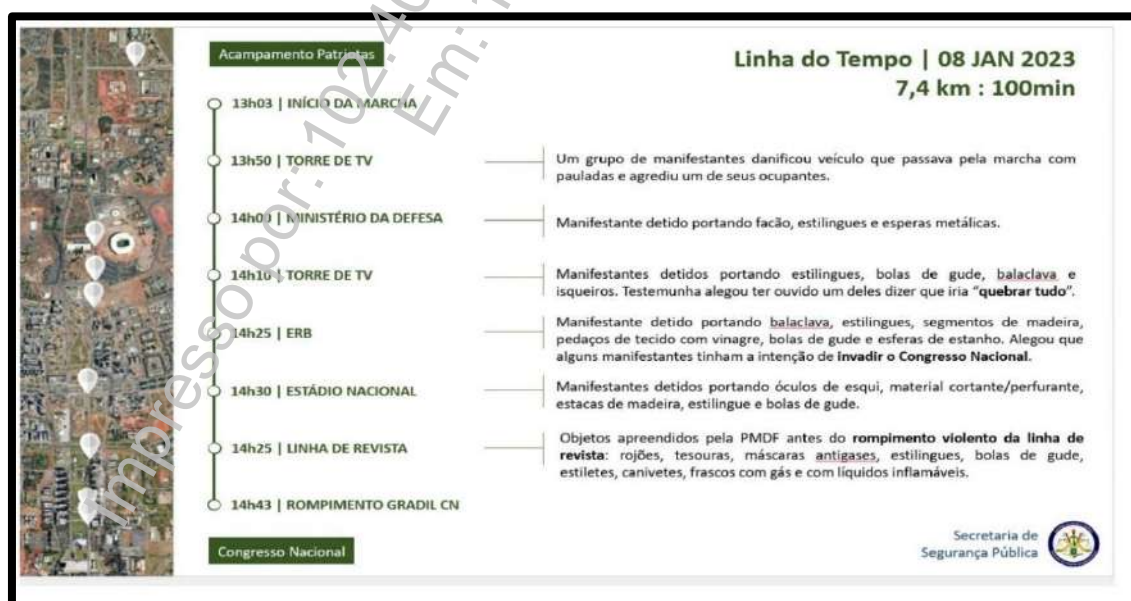 Acampamento Patriotas
Linha do Tempo | 08 JAN 2023
7,4 km : 100min
13h03 | INÍCIO DA MARCHA
13h50 | TORRE DE TV
Um grupo de manifestantes danificou veículo que passava pela marcha com
pauladas e agrediu um de seus ocupantes.
14h00 | MINISTÉRIO DA DEFESA
Manifestante detido portando facão, estilingues e esperas metálicas.
14h10 | TORRE DE TV
Manifestantes detidos portando estilingues, bolas de gude, balaclava e
isqueiros. Testemunha alegou ter ouvido um deles dizer que iria “quebrar tudo”.
14h25 | ERB
Manifestante detido portando balaclava, estilingues, segmentos de madeira,
pedaços de tecido com vinagre, bolas de gude e esferas de estanho. Alegou que
alguns manifestantes tinham a intenção de invadir o Congresso Nacional.
14h30 | ESTÁDIO NACIONAL
Manifestantes detidos portando óculos de esqui, material cortante/perfurante,
estacas de madeira, estilingue e bolas de gude.
14h25 | LINHA DE REVISTA
Objetos apreendidos pela PMDF antes do rompimento violento da linha de
revista: rojões, tesouras, máscaras antigases, estilingues, bolas de gude,
estiletes, canivetes, frascos com gás e com líquidos inflamáveis.
14h43 | ROMPIMENTO GRADIL CN
Congresso Nacional
Secretaria de
Segurança Pública
Impresso por: 102.40
Em: 1